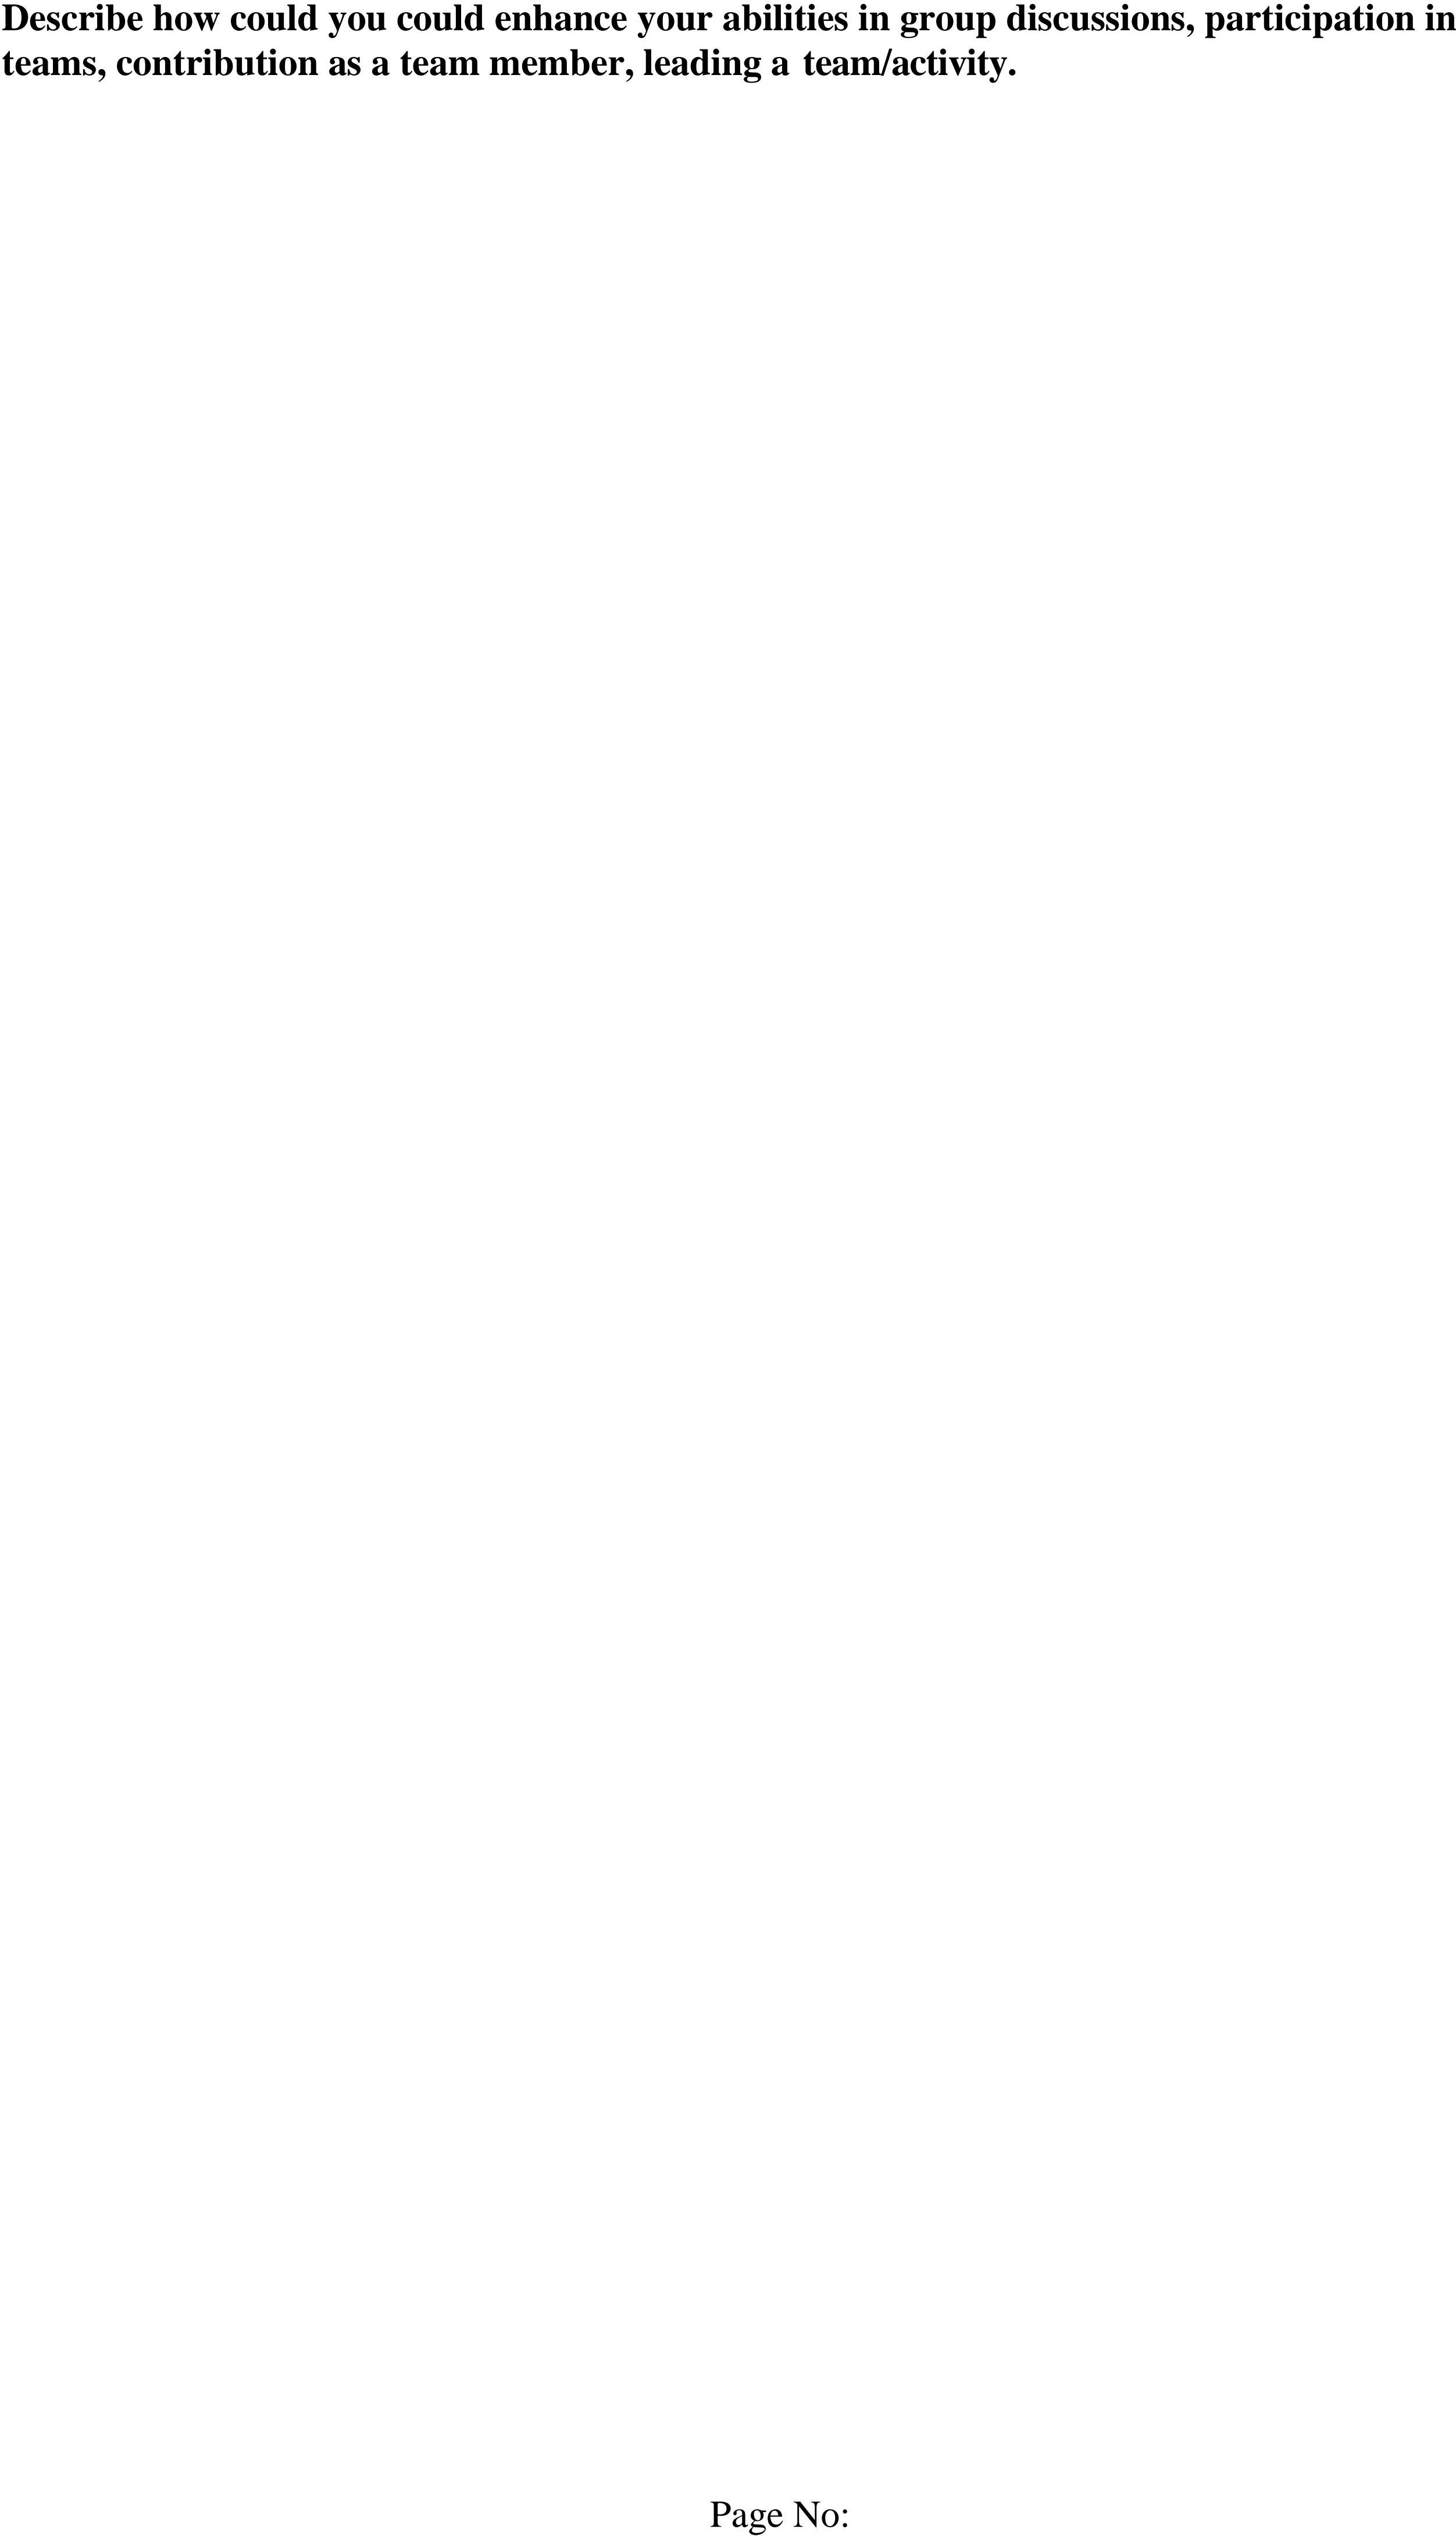 Describe how could you could enhance your abilities in group discussions, participation in
teams, contribution as a team member, leading a team/activity.
Page No: